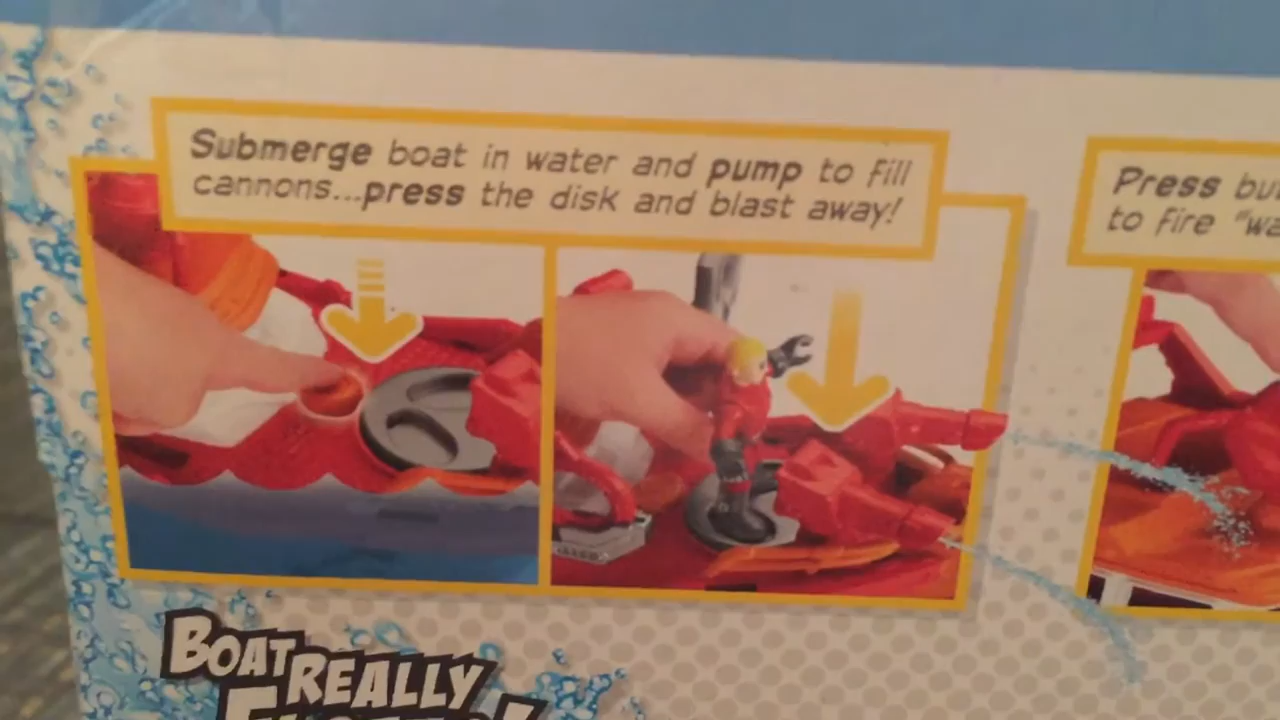 Submerge boat in water and pump to fill
cannons...press the disk and blast away!
Press
to fire
BOAT REALLY